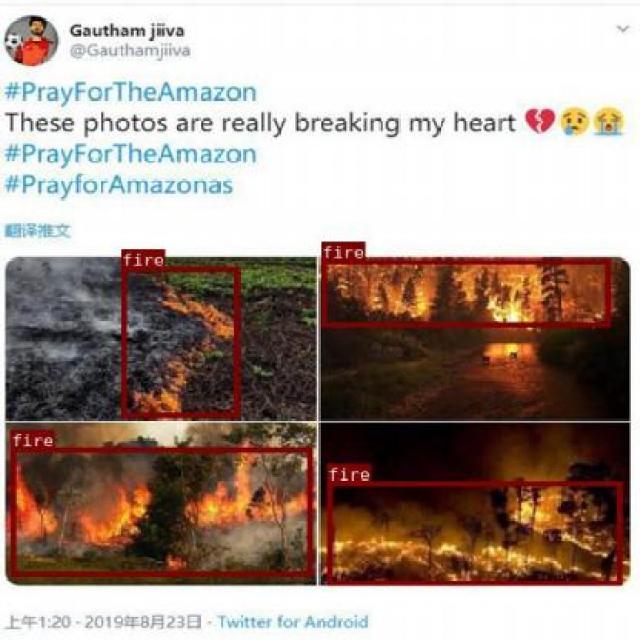 Gautham jiiva
@Gauthamjiiva
#PrayForTheAmazon
These photos are really breaking my heart 💔😢😭
#PrayForTheAmazon
#PrayforAmazonas
翻译推文
fire
fire
fire
fire
上午1:20 - 2019年8月23日 - Twitter for Android